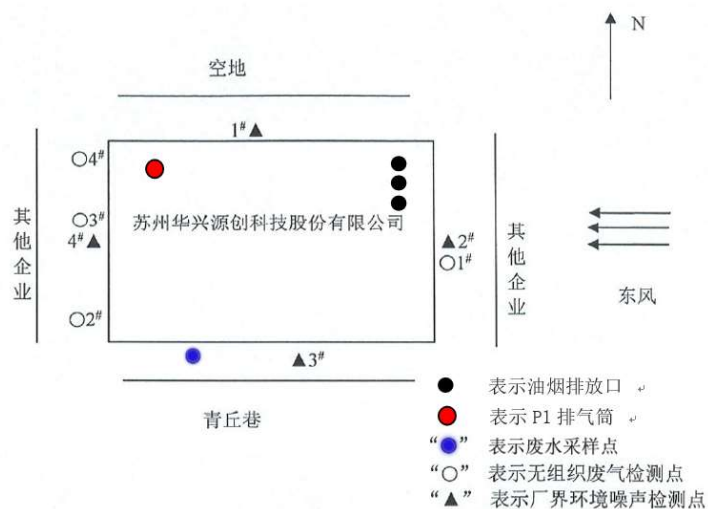 N
空地
1#▲
○4#
○3#
4#▲
○2#
其他企业
苏州华兴源创科技股份有限公司
▲2#
○1#
其他企业
东风
▲3#
青丘巷
● 表示油烟排放口
● 表示 P1 排气筒
“●” 表示废水采样点
“○” 表示无组织废气检测点
“▲” 表示厂界环境噪声检测点